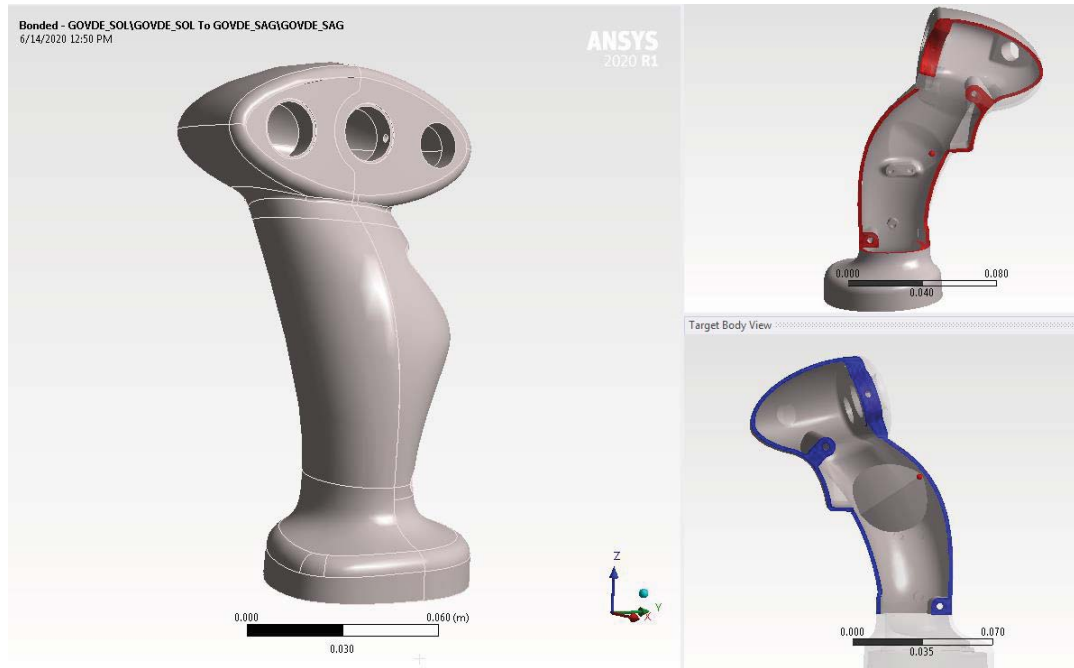 Bonded - GOVDE_SOL\GOVDE_SOL To GOVDE_SAG\GOVDE_SAG
6/14/2020 12:50 PM
ANSYS
2020 R1
0.000
0.060 (m)
0.030
Z
Y
X
0.000
0.080
0.040
Target Body View
0.000
0.070
0.035